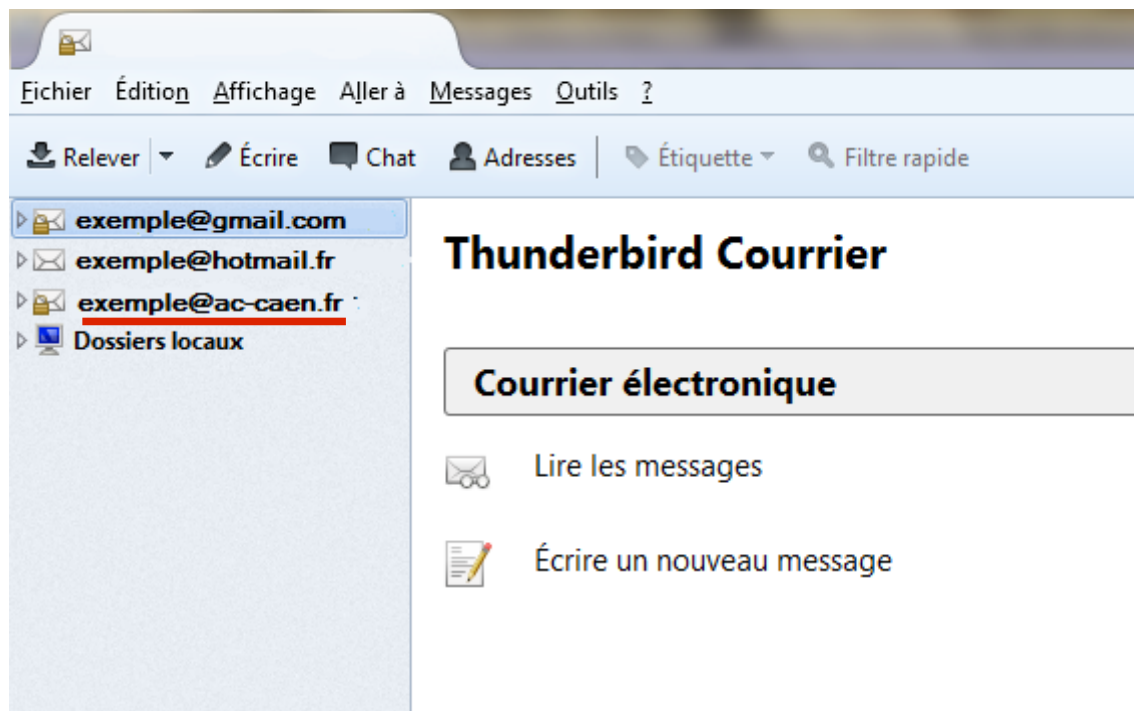 Fichier Édition Affichage Aller à Messages Outils ?
Relever Écrire Chat Adresses Étiquette Filtre rapide
exemple@gmail.com
exemple@hotmail.fr
exemple@ac-caen.fr
Dossiers locaux
Thunderbird Courrier
Courrier électronique
Lire les messages
Écrire un nouveau message